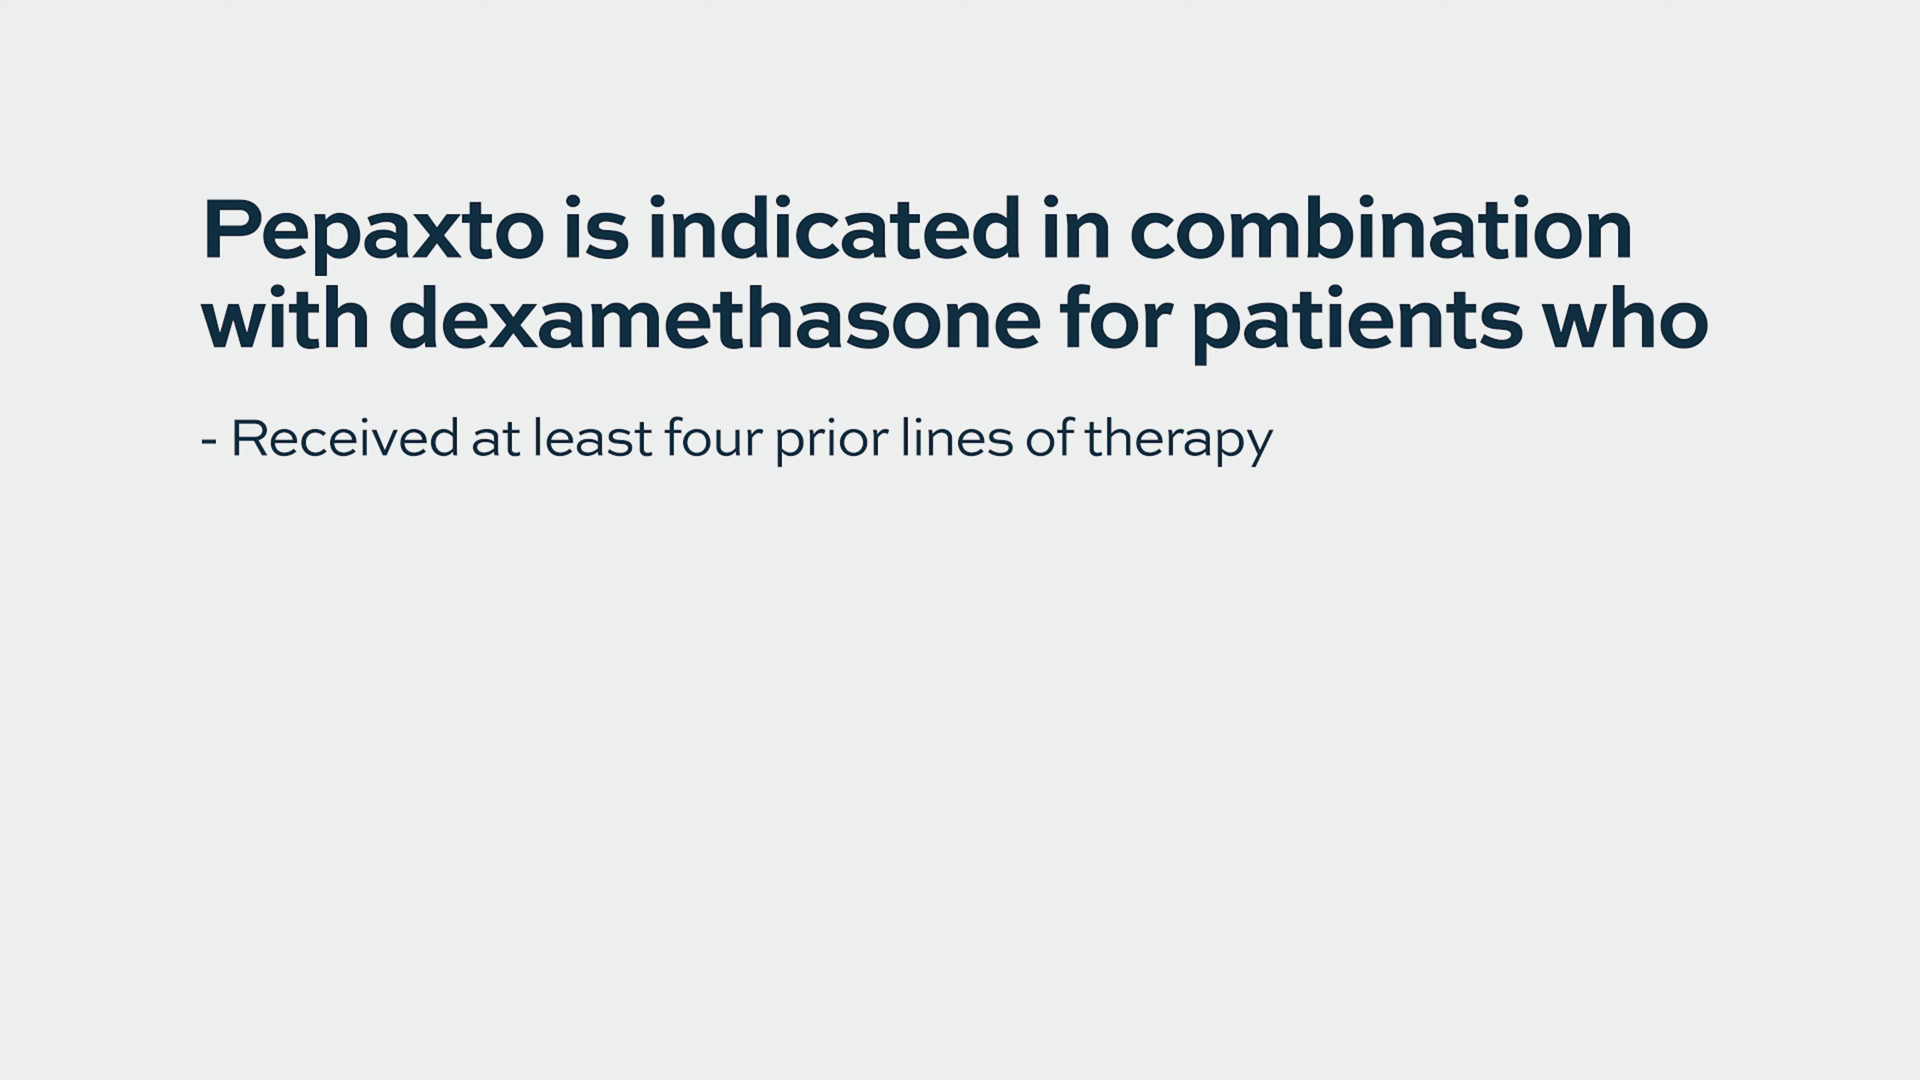 Pepaxto is indicated in combination
with dexamethasone for patients who
- Received at least four prior lines of therapy